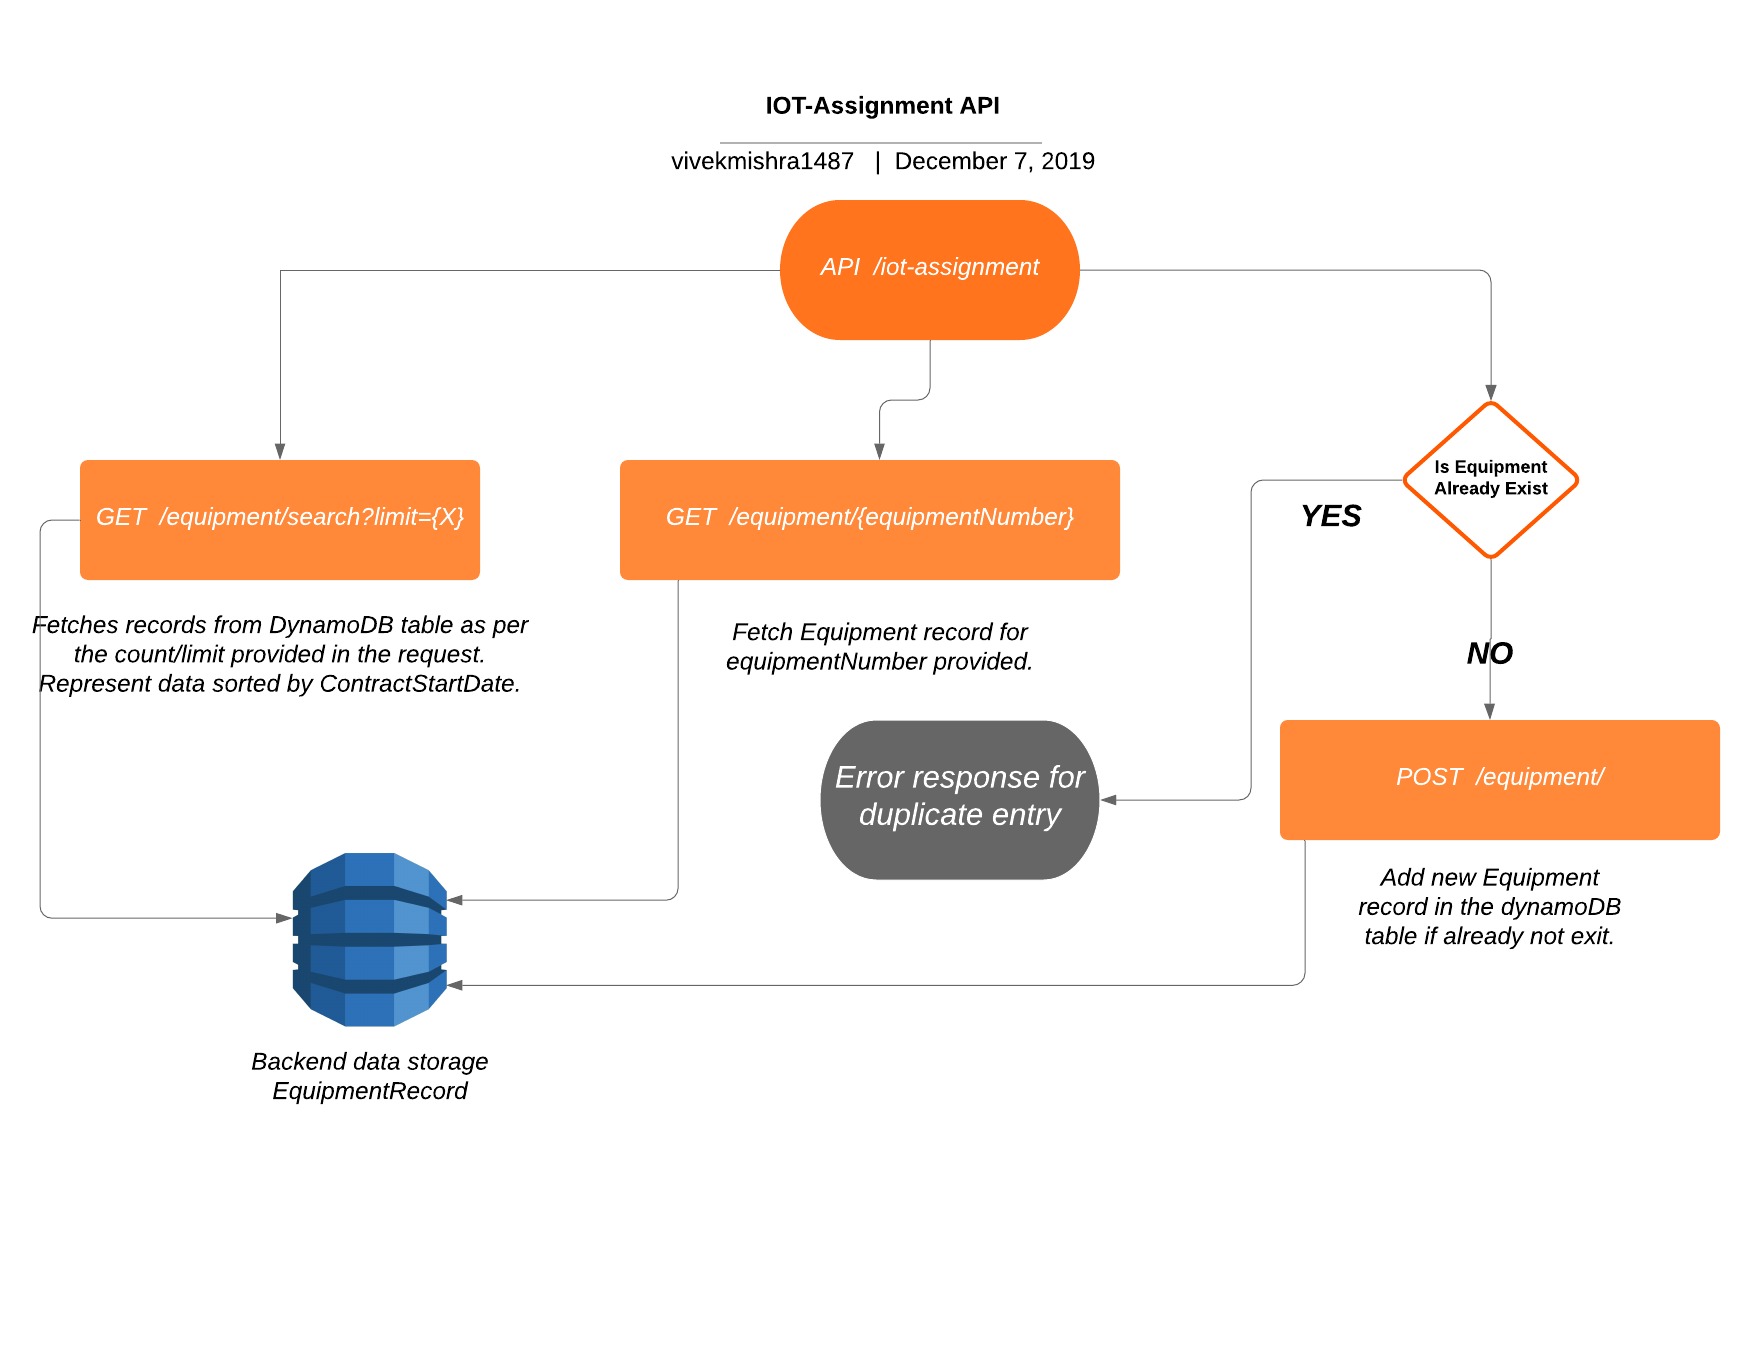 IOT-Assignment API
vivekmishra1487 | December 7, 2019
API /iot-assignment
GET /equipment/search?limit={X}
Fetches records from DynamoDB table as per
the count/limit provided in the request.
Represent data sorted by ContractStartDate.
GET /equipment/{equipmentNumber}
Fetch Equipment record for
equipmentNumber provided.
Is Equipment
Already Exist
YES
NO
Error response for
duplicate entry
POST /equipment/
Add new Equipment
record in the dynamoDB
table if already not exit.
Backend data storage
EquipmentRecord